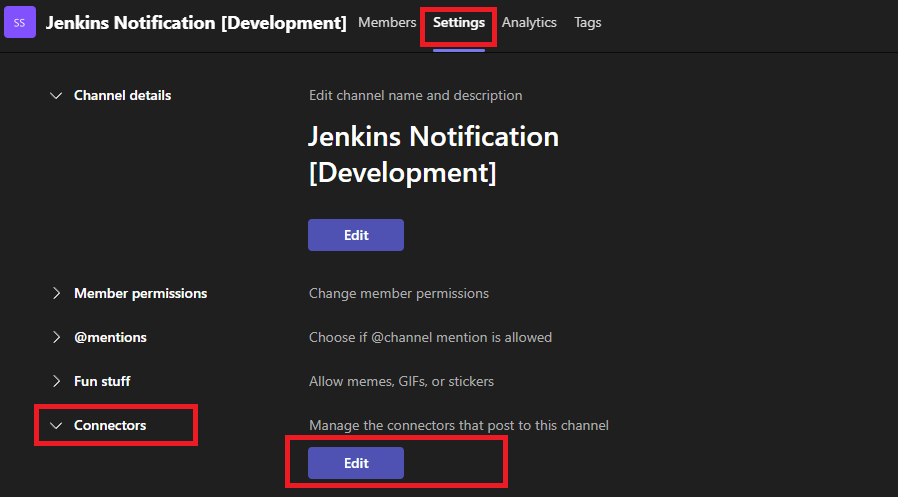 SS Jenkins Notification [Development] Members Settings Analytics Tags
Channel details Edit channel name and description
Jenkins Notification
[Development]
Edit
Member permissions Change member permissions
@mentions Choose if @channel mention is allowed
Fun stuff Allow memes, GIFs, or stickers
Connectors Manage the connectors that post to this channel
Edit